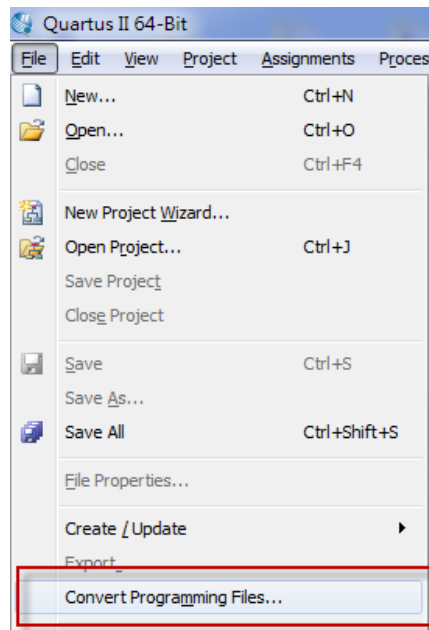 Quartus II 64-Bit
File Edit View Project Assignments Proces
New... Ctrl+N
Open... Ctrl+O
Close Ctrl+F4
New Project Wizard...
Open Project... Ctrl+J
Save Project
Close Project
Save Ctrl+S
Save As...
Save All Ctrl+Shift+S
File Properties...
Create / Update
Export...
Convert Programming Files...